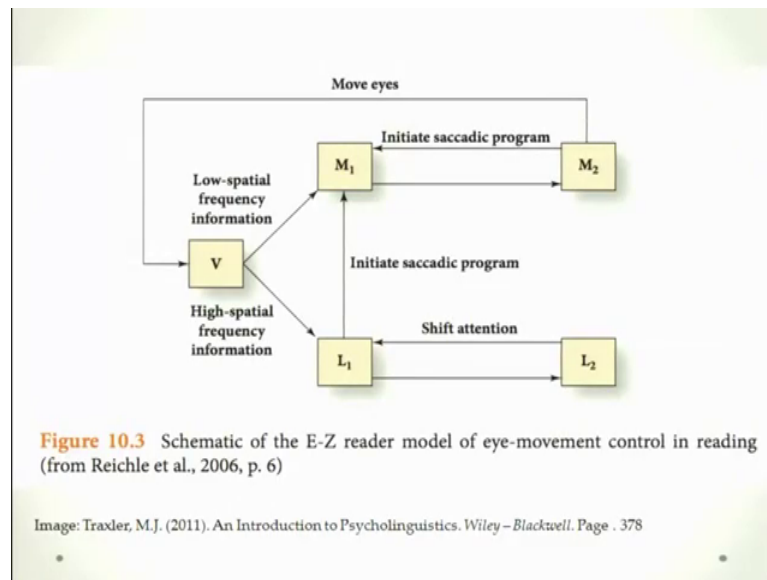 Move eyes
Initiate saccadic program
M₁
M₂
Low-spatial
frequency
information
V
Initiate saccadic program
High-spatial
frequency
information
Shift attention
L₁
L₂
Figure 10.3 Schematic of the E-Z reader model of eye-movement control in reading
(from Reichle et al., 2006, p. 6)
Image: Traxler, M.J. (2011). An Introduction to Psycholinguistics. Wiley – Blackwell. Page . 378